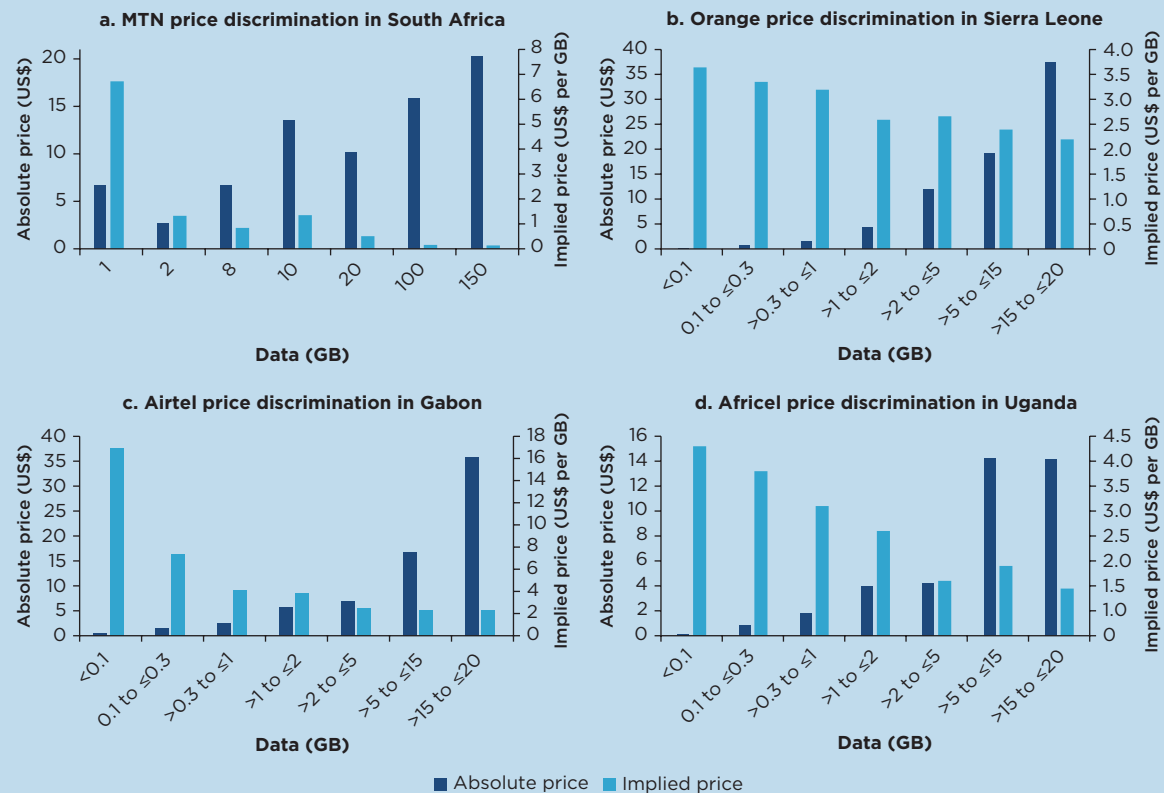 a. MTN price discrimination in South Africa
Absolute price (US$)
20
15
10
5
0
Implied price (US$ per GB)
8
7
6
5
4
3
2
1
0
1
2
8
10
20
100
150
Data (GB)
b. Orange price discrimination in Sierra Leone
Absolute price (US$)
40
35
30
25
20
15
10
5
0
Implied price (US$ per GB)
4.0
3.5
3.0
2.5
2.0
1.5
1.0
0.5
0
<0.1
0.1 to ≤0.3
>0.3 to ≤1
>1 to ≤2
>2 to ≤5
>5 to ≤15
>15 to ≤20
Data (GB)
c. Airtel price discrimination in Gabon
Absolute price (US$)
40
35
30
25
20
15
10
5
0
Implied price (US$ per GB)
18
16
14
12
10
8
6
4
2
0
<0.1
0.1 to ≤0.3
>0.3 to ≤1
>1 to ≤2
>2 to ≤5
>5 to ≤15
>15 to ≤20
Data (GB)
d. Africel price discrimination in Uganda
Absolute price (US$)
16
14
12
10
8
6
4
2
0
Implied price (US$ per GB)
4.5
4.0
3.5
3.0
2.5
2.0
1.5
1.0
0.5
0
<0.1
0.1 to ≤0.3
>0.3 to ≤1
>1 to ≤2
>2 to ≤5
>5 to ≤15
>15 to ≤20
Data (GB)
Absolute price Implied price